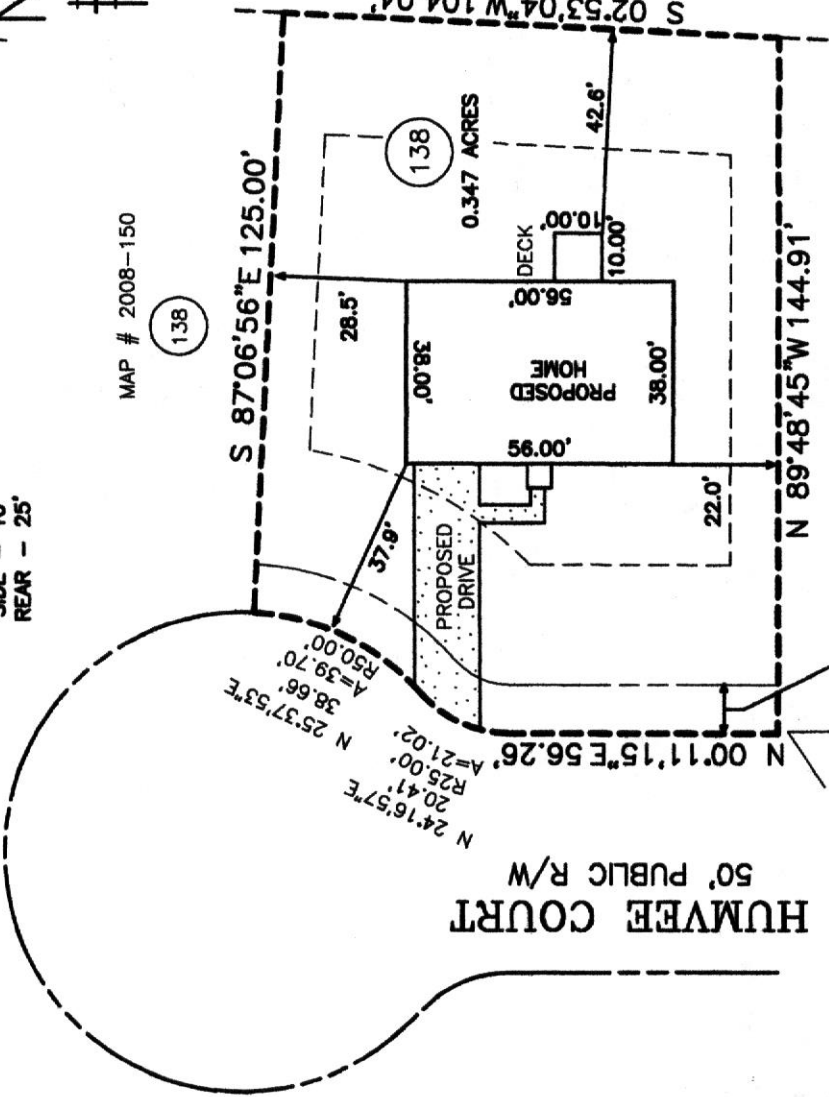 REAR - 25'
MAP # 2008-150
138
S 87°06'56"E 125.00'
S 02°53'04"W 104.04'
138
0.347 ACRES
42.6'
28.5'
DECK
10.00'
10.00'
38.00'
56.00'
PROPOSED
HOME
56.00'
38.00'
37.9'
PROPOSED
DRIVE
22.0'
N 89°48'45"W 144.91'
N 25°37'53"E
38.66'
A=39.70'
R50.00'
N 24°16'57"E
20.41'
R25.00'
A=21.02'
N 00°11'15"E 56.26'
HUMVEE COURT
50' PUBLIC R/W